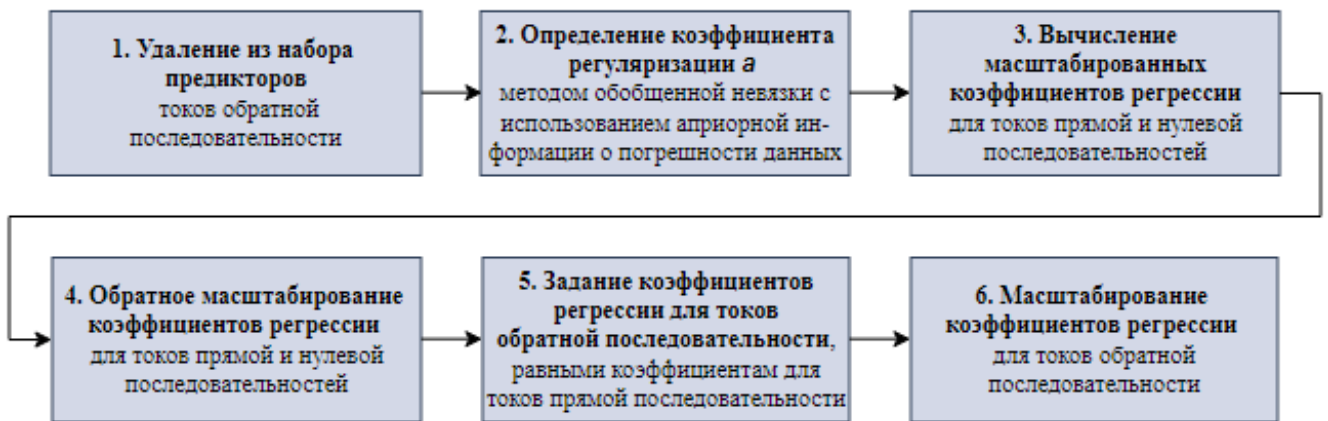 1. Удаление из набора
предикторов
токов обратной
последовательности
2. Определение коэффициента
регуляризации a
методом обобщенной невязки с
использованием априорной ин-
формации о погрешности данных
3. Вычисление
масштабированных
коэффициентов регрессии
для токов прямой и нулевой
последовательностей
4. Обратное масштабирование
коэффициентов регрессии
для токов прямой и нулевой
последовательностей
5. Задание коэффициентов
регрессии для токов
обратной последовательности,
равными коэффициентам для
токов прямой последовательности
6. Масштабирование
коэффициентов регрессии
для токов обратной
последовательности